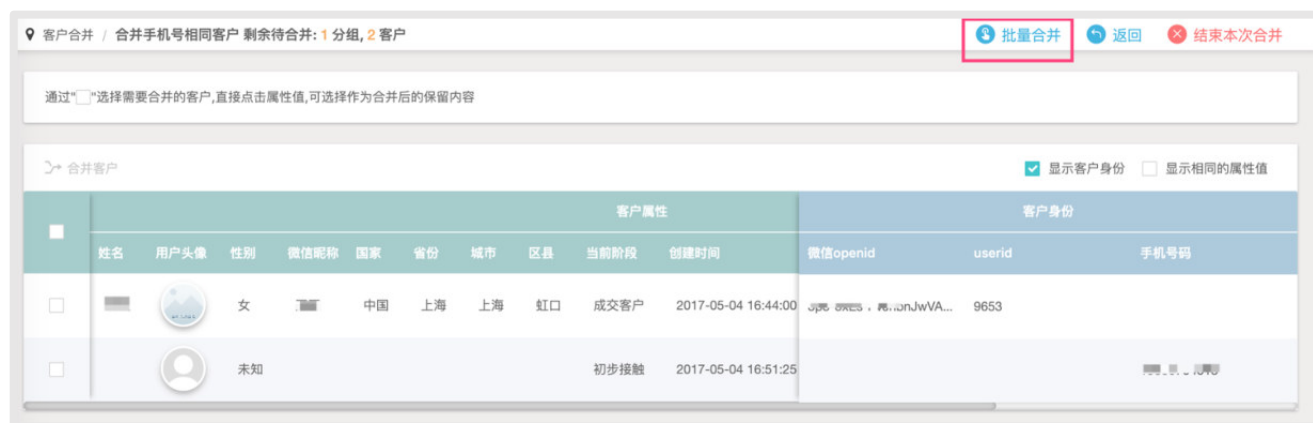 客户合并 / 合并手机号相同客户 剩余待合并: 1 分组, 2 客户 批量合并 返回 结束本次合并
通过" "选择需要合并的客户,直接点击属性值,可选择作为合并后的保留内容
合并客户 显示客户身份 显示相同的属性值
客户属性 客户身份
姓名 用户头像 性别 微信昵称 国家 省份 城市 区县 当前阶段 创建时间 微信openid userid 手机号码
女 中国 上海 上海 虹口 成交客户 2017-05-04 16:44:00 9653
未知 初步接触 2017-05-04 16:51:25